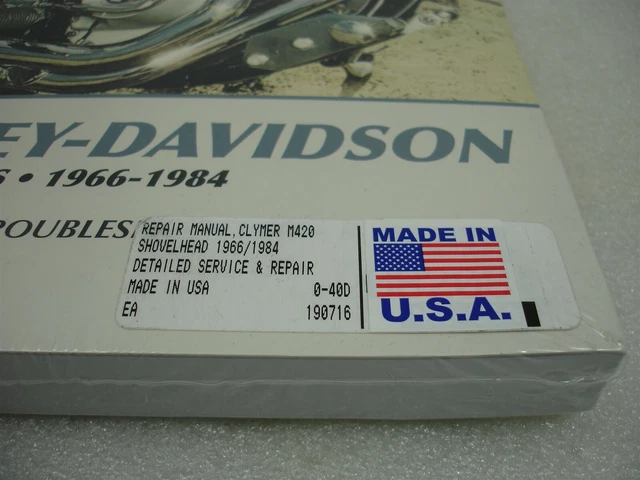 EY-DAVIDSON
S • 1966-1984
ROUBLES
REPAIR MANUAL,CLYMER M420
SHOVELHEAD 1966/1984
DETAILED SERVICE & REPAIR
MADE IN USA 0-40D
EA 190716
MADE IN
U.S.A.